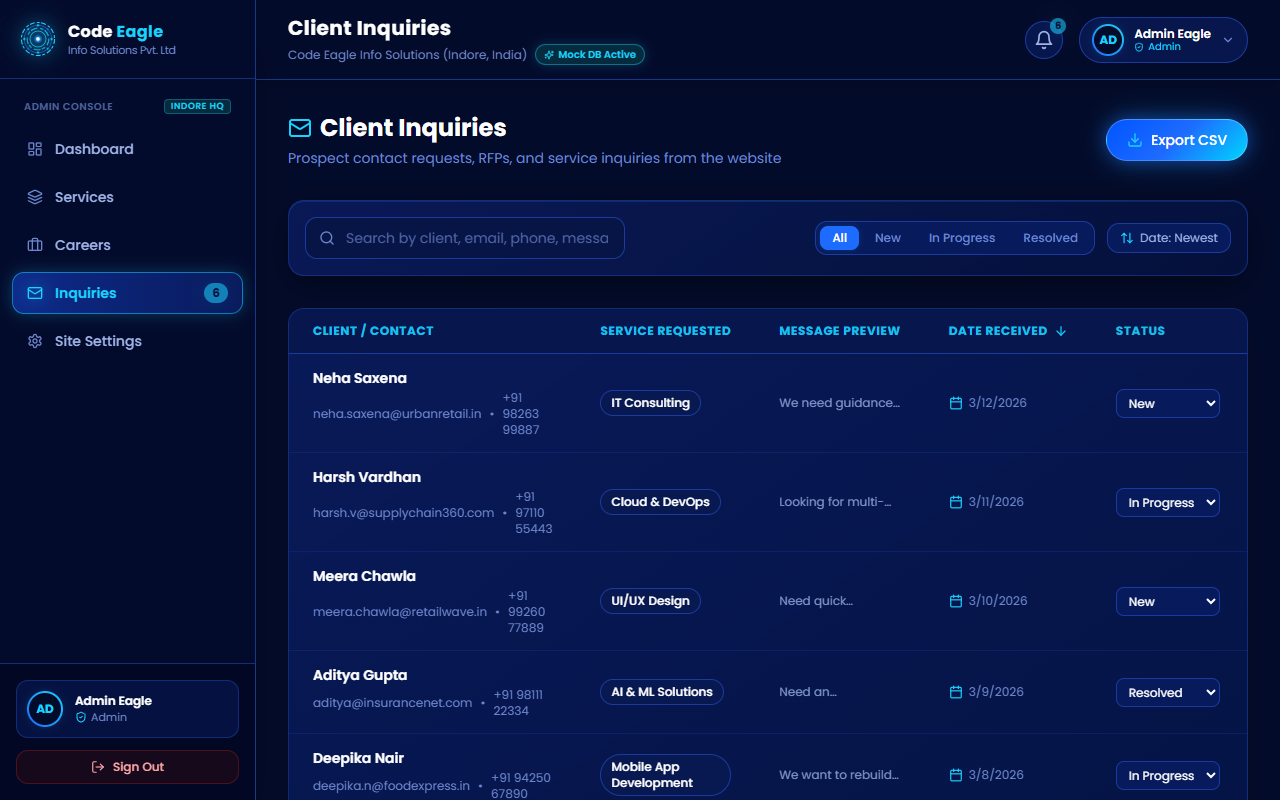 Code Eagle
Info Solutions Pvt. Ltd
ADMIN CONSOLE
INDORE HQ
Dashboard
Services
Careers
Inquiries
6
Site Settings
AD
Admin Eagle
Admin
Sign Out
Client Inquiries
Code Eagle Info Solutions (Indore, India)
Mock DB Active
6
AD
Admin Eagle
Admin
Client Inquiries
Prospect contact requests, RFPs, and service inquiries from the website
Export CSV
Search by client, email, phone, messa
All
New
In Progress
Resolved
Date: Newest
CLIENT / CONTACT
SERVICE REQUESTED
MESSAGE PREVIEW
DATE RECEIVED
STATUS
Neha Saxena
neha.saxena@urbanretail.in •
+91
98263
99887
IT Consulting
We need guidance...
3/12/2026
New
Harsh Vardhan
harsh.v@supplychain360.com •
+91
97110
55443
Cloud & DevOps
Looking for multi-...
3/11/2026
In Progress
Meera Chawla
meera.chawla@retailwave.in •
+91
99260
77889
UI/UX Design
Need quick...
3/10/2026
New
Aditya Gupta
aditya@insurancenet.com •
+91 98111
22334
AI & ML Solutions
Need an...
3/9/2026
Resolved
Deepika Nair
deepika.n@foodexpress.in •
+91 94250
67890
Mobile App
Development
We want to rebuild...
3/8/2026
In Progress